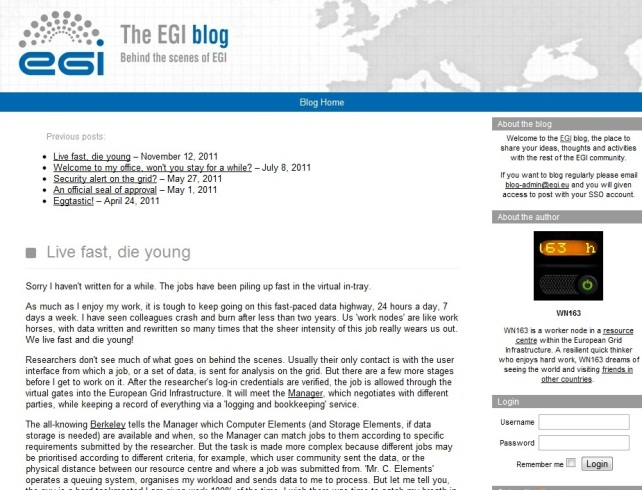 egi
The EGI blog
Behind the scenes of EGI
Blog Home
Previous posts:
Live fast, die young – November 12, 2011
Welcome to my office, won't you stay for a while? – July 8, 2011
Security alert on the grid? – May 27, 2011
An official seal of approval – May 1, 2011
Eggtastic! – April 24, 2011
Live fast, die young
Sorry I haven't written for a while. The jobs have been piling up fast in the virtual in-tray.
As much as I enjoy my work, it is tough to keep going on this fast-paced data highway, 24 hours a day, 7
days a week. I have seen colleagues crash and burn after less than two years. Us 'work nodes' are like work
horses, with data written and rewritten so many times that the sheer intensity of this job really wears us out.
We live fast and die young!
Researchers don't see much of what goes on behind the scenes. Usually their only contact is with the user
interface from which a job, or a set of data, is sent for analysis on the grid. But there are a few more stages
before I get to work on it. After the researcher's log-in credentials are verified, the job is allowed through the
virtual gates into the European Grid Infrastructure. It will meet the Manager, which negotiates with different
parties, while keeping a record of everything via a 'logging and bookkeeping' service.
The all-knowing Berkeley tells the Manager which Computer Elements (and Storage Elements, if data
storage is needed) are available and when, so the Manager can match jobs to them according to specific
requirements submitted by the researcher. But the task is made more complex because different jobs may
be prioritised according to different criteria, for example, which user community sent the data, or the
physical distance between our resource centre and where a job was submitted from. 'Mr. C. Elements'
operates a queuing system, organises my workload and sends data to me to process. But let me tell you,
About the blog
Welcome to the EGI blog, the place to
share your ideas, thoughts and activities
with the rest of the EGI community.
If you want to blog regularly please email
blog-admin@egi.eu and you will given
access to post with your SSO account.
About the author
63 h
WN163
WN163 is a worker node in a resource
centre within the European Grid
Infrastructure. A resilient quick thinker
who enjoys hard work, WN163 dreams of
seeing the world and visiting friends in
other countries.
Login
Username
Password
Remember me
Login